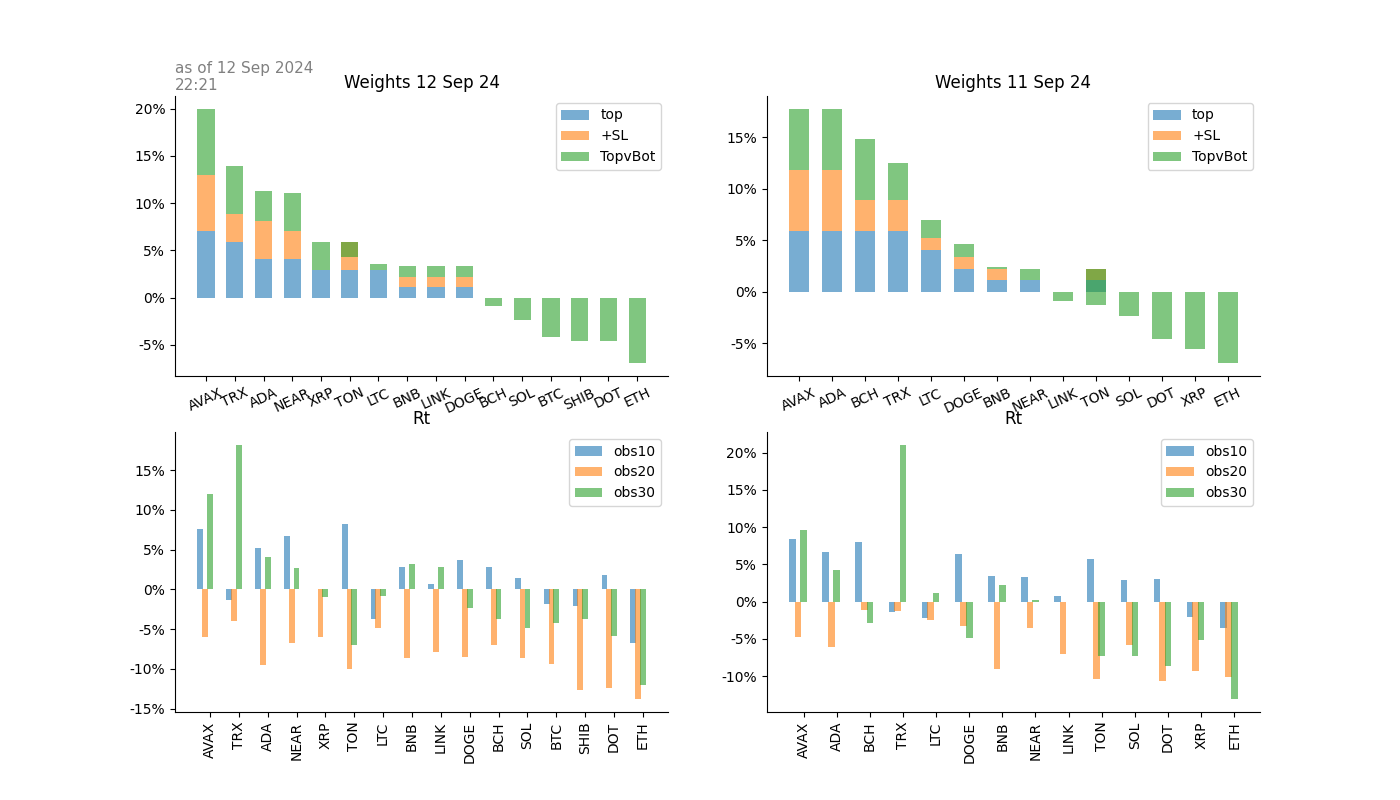 as of 12 Sep 2024
22:21
Weights 12 Sep 24
20%
15%
10%
5%
0%
-5%
top
+SL
TopvBot
AVAX TRX ADA NEAR XRP TON LTC BNB LINK DOGE BCH SOL BTC SHIB DOT ETH
Weights 11 Sep 24
15%
10%
5%
0%
-5%
top
+SL
TopvBot
AVAX ADA BCH TRX LTC DOGE BNB NEAR LINK TON SOL DOT XRP ETH
Rt
15%
10%
5%
0%
-5%
-10%
-15%
obs10
obs20
obs30
AVAX TRX ADA NEAR XRP TON LTC BNB LINK DOGE BCH SOL BTC SHIB DOT ETH
Rt
20%
15%
10%
5%
0%
-5%
-10%
obs10
obs20
obs30
AVAX ADA BCH TRX LTC DOGE BNB NEAR LINK TON SOL DOT XRP ETH